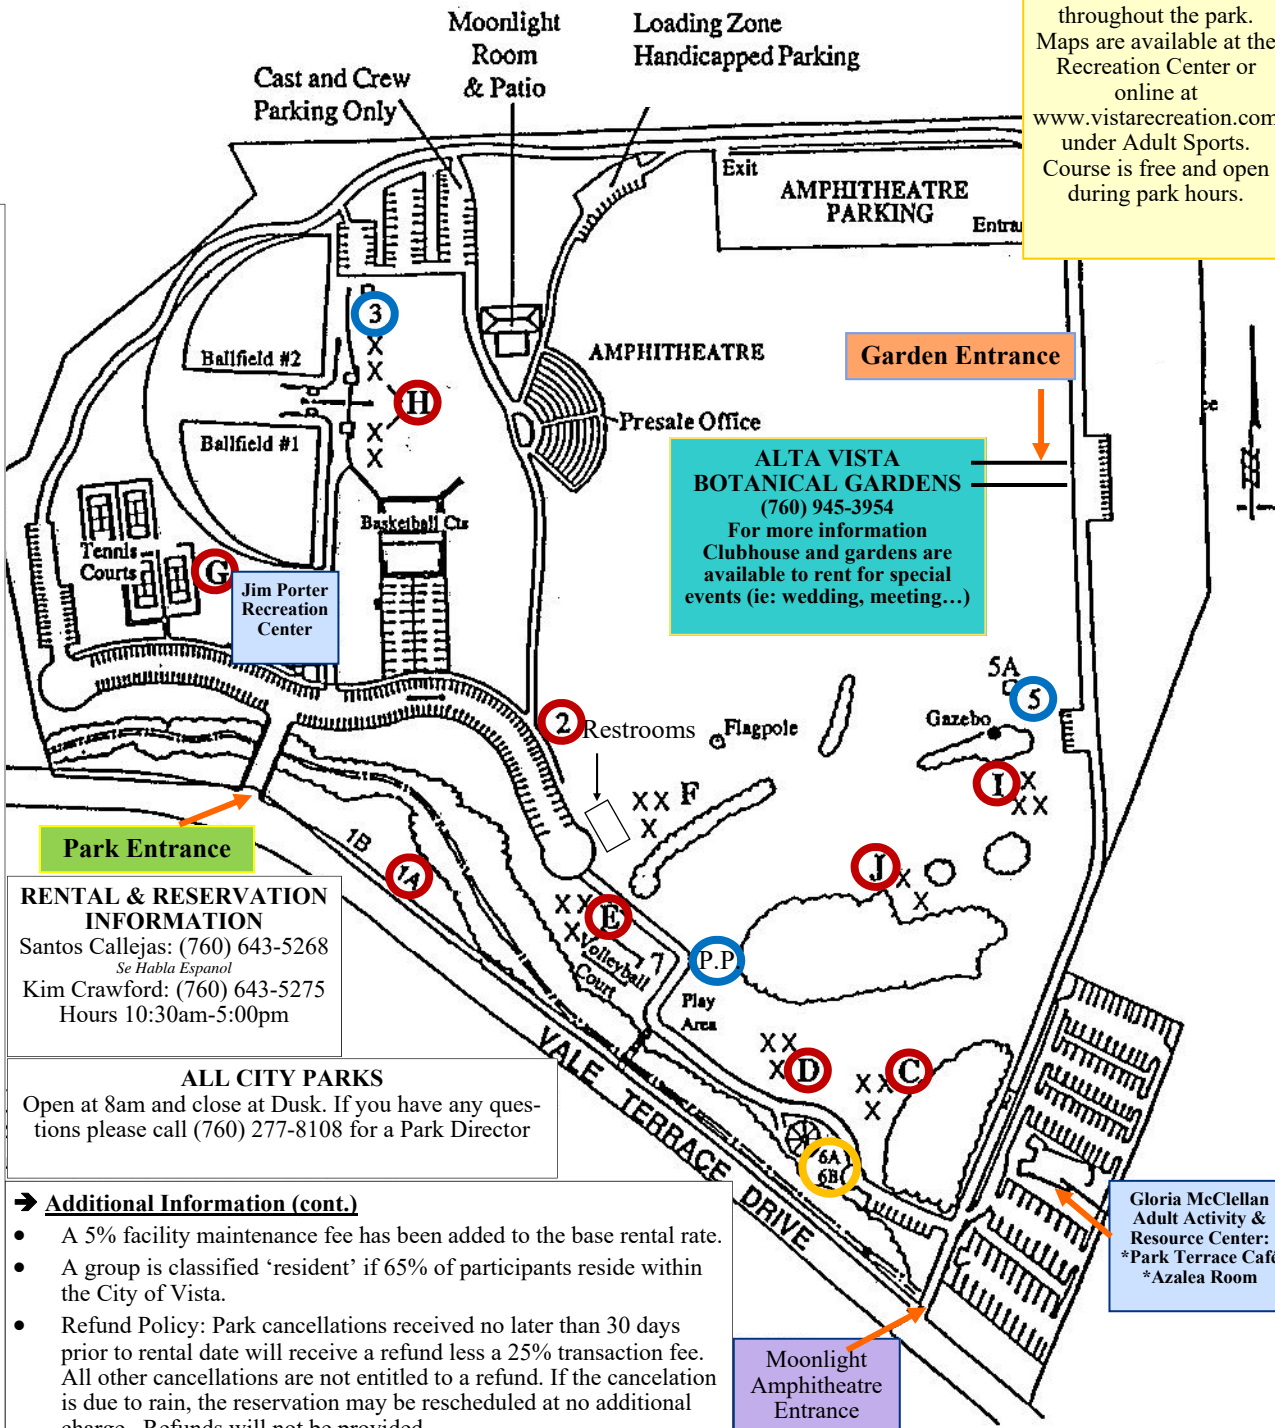 Moonlight
Room
& Patio
Loading Zone
Handicapped Parking
Cast and Crew
Parking Only
throughout the park.
Maps are available at the
Recreation Center or
online at
www.vistarecreation.com
under Adult Sports.
Course is free and open
during park hours.
Exit
AMPHITHEATRE
PARKING
3
X
X
H
X
X
Ballfield #2
Ballfield #1
AMPHITHEATRE
Presale Office
Garden Entrance
ALTA VISTA
BOTANICAL GARDENS
(760) 945-3954
For more information
Clubhouse and gardens are
available to rent for special
events (ie: wedding, meeting…)
Basketball Cts
Tennis
Courts
G
Jim Porter
Recreation
Center
5A
5
Gazebo
Flagpole
2
Restrooms
I
X
X X
X X F
X
Park Entrance
1B
1A
J
X
X
X X
E
X
Volleyball
Court
P.P.
Play
Area
RENTAL & RESERVATION
INFORMATION
Santos Callejas: (760) 643-5268
Se Habla Espanol
Kim Crawford: (760) 643-5275
Hours 10:30am-5:00pm
X X
X D
X X C
X
VALE TERRACE DRIVE
6A
6B
ALL CITY PARKS
Open at 8am and close at Dusk. If you have any ques-
tions please call (760) 277-8108 for a Park Director
➔ Additional Information (cont.)
• A 5% facility maintenance fee has been added to the base rental rate.
• A group is classified ‘resident’ if 65% of participants reside within
the City of Vista.
• Refund Policy: Park cancellations received no later than 30 days
prior to rental date will receive a refund less a 25% transaction fee.
All other cancellations are not entitled to a refund. If the cancelation
is due to rain, the reservation may be rescheduled at no additional
charge. Refunds will not be provided
Gloria McClellan
Adult Activity &
Resource Center:
*Park Terrace Café
*Azalea Room
Moonlight
Amphitheatre
Entrance